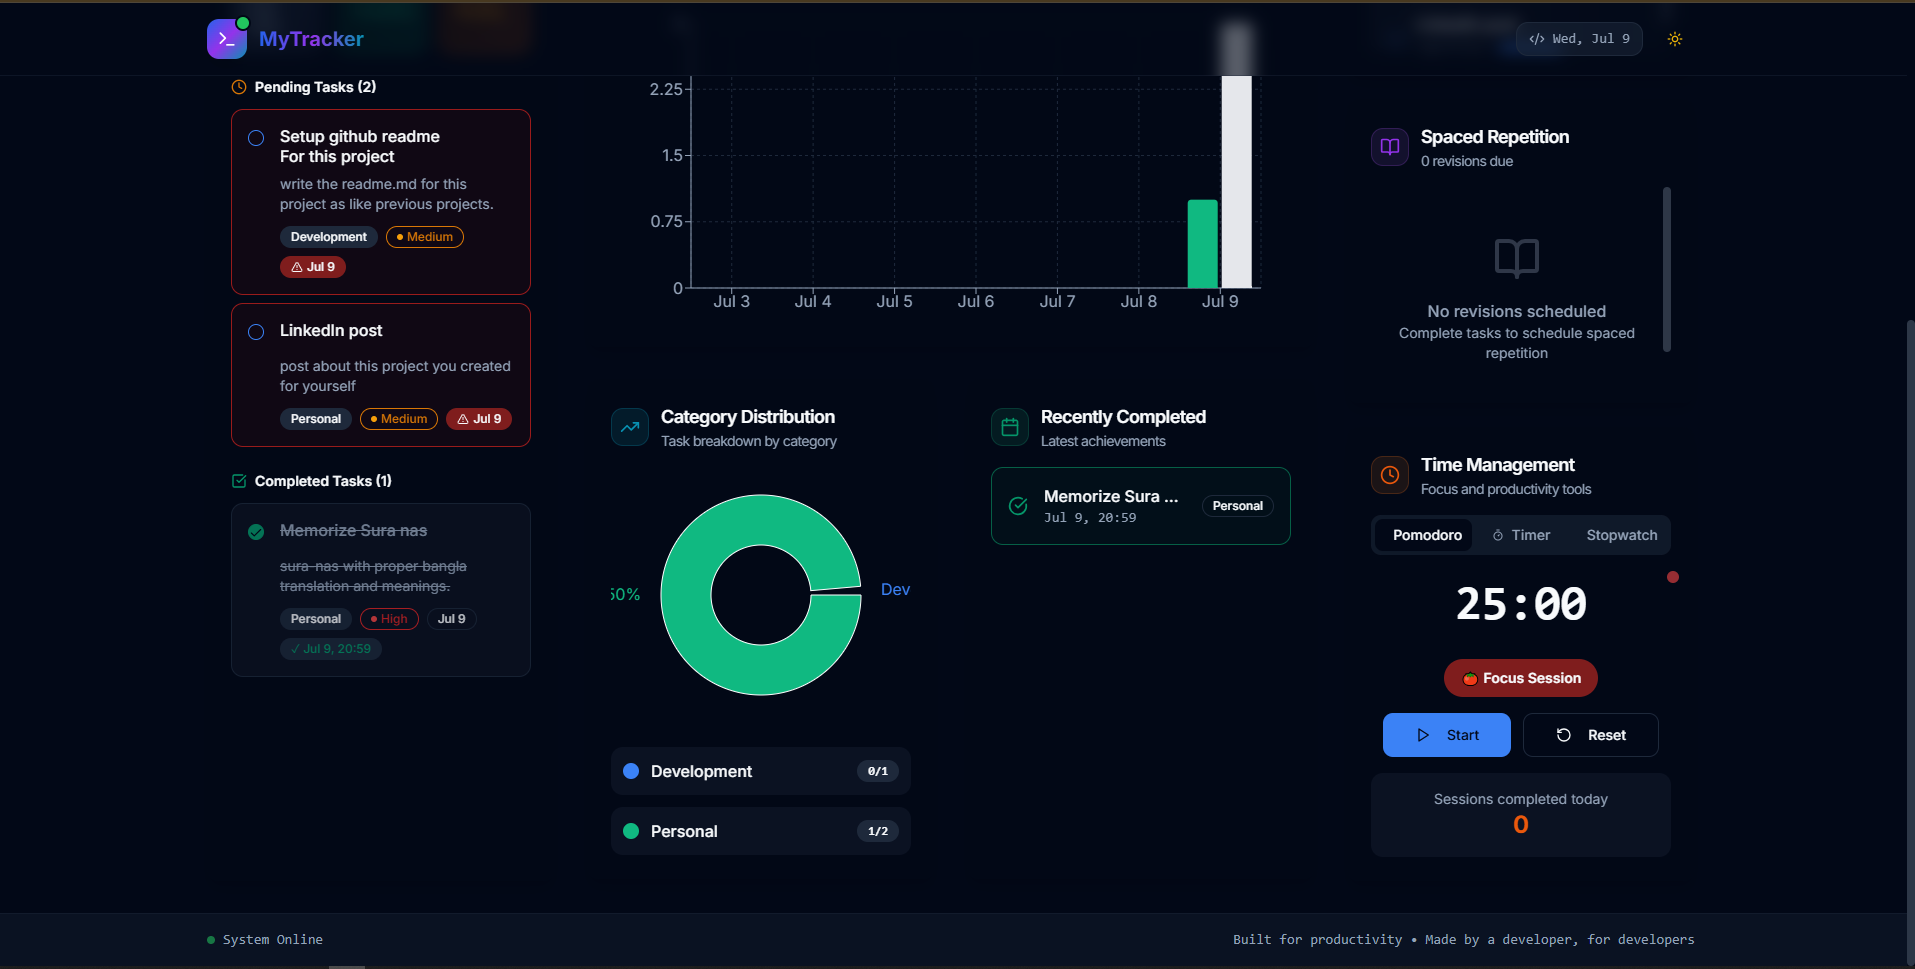 MyTracker
Wed, Jul 9
Pending Tasks (2)
Setup github readme
For this project
write the readme.md for this
project as like previous projects.
Development
Medium
Jul 9
LinkedIn post
post about this project you created
for yourself
Personal
Medium
Jul 9
Completed Tasks (1)
Memorize Sura nas
sura-nas with proper bangla
translation and meanings.
Personal
High
Jul 9
✓ Jul 9, 20:59
2.25
1.5
0.75
0
Jul 3
Jul 4
Jul 5
Jul 6
Jul 7
Jul 8
Jul 9
Category Distribution
Task breakdown by category
Dev
Development
0/1
Personal
1/2
Recently Completed
Latest achievements
Memorize Sura ...
Jul 9, 20:59
Personal
Spaced Repetition
0 revisions due
No revisions scheduled
Complete tasks to schedule spaced
repetition
Time Management
Focus and productivity tools
Pomodoro
Timer
Stopwatch
25:00
Focus Session
Start
Reset
Sessions completed today
0
System Online
Built for productivity • Made by a developer, for developers